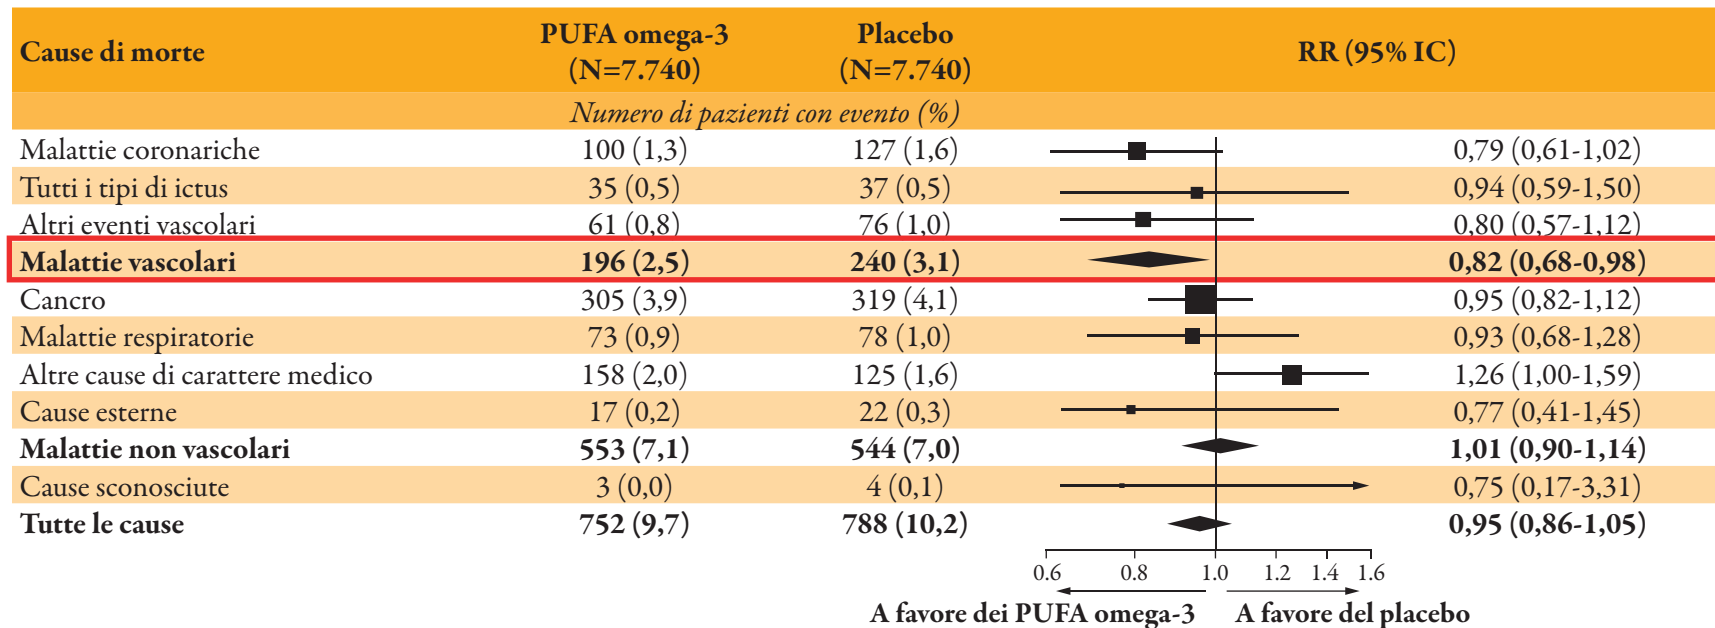 Cause di morte PUFA omega-3 (N=7.740) Placebo (N=7.740) RR (95% IC)
Numero di pazienti con evento (%)
Malattie coronariche 100 (1,3) 127 (1,6) 0,79 (0,61-1,02)
Tutti i tipi di ictus 35 (0,5) 37 (0,5) 0,94 (0,59-1,50)
Altri eventi vascolari 61 (0,8) 76 (1,0) 0,80 (0,57-1,12)
Malattie vascolari 196 (2,5) 240 (3,1) 0,82 (0,68-0,98)
Cancro 305 (3,9) 319 (4,1) 0,95 (0,82-1,12)
Malattie respiratorie 73 (0,9) 78 (1,0) 0,93 (0,68-1,28)
Altre cause di carattere medico 158 (2,0) 125 (1,6) 1,26 (1,00-1,59)
Cause esterne 17 (0,2) 22 (0,3) 0,77 (0,41-1,45)
Malattie non vascolari 553 (7,1) 544 (7,0) 1,01 (0,90-1,14)
Cause sconosciute 3 (0,0) 4 (0,1) 0,75 (0,17-3,31)
Tutte le cause 752 (9,7) 788 (10,2) 0,95 (0,86-1,05)
0.6 0.8 1.0 1.2 1.4 1.6
A favore dei PUFA omega-3 A favore del placebo